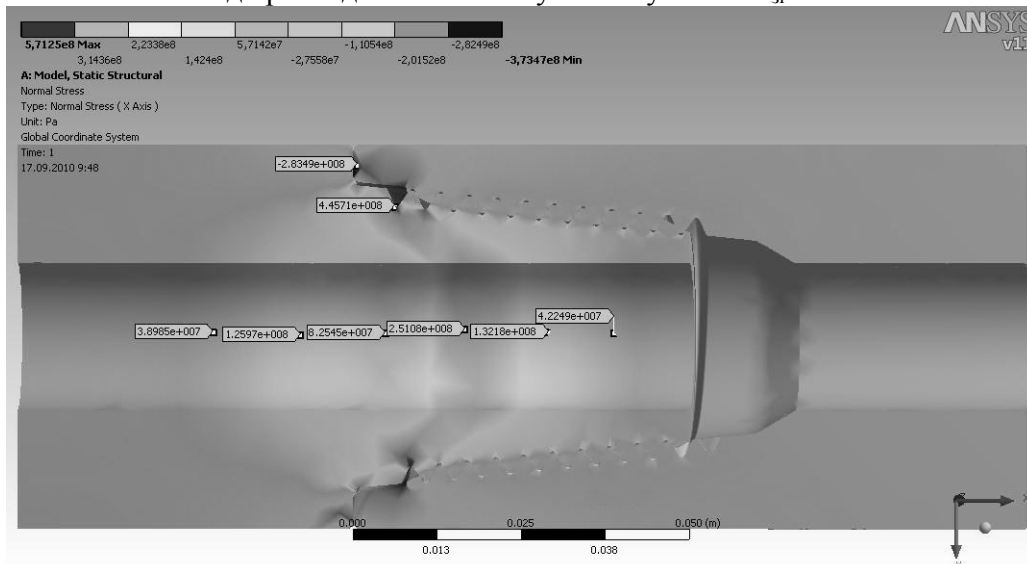 ANSYS
v11
5,7125e8 Max 2,2338e8 5,7142e7 -1,1054e8 -2,8249e8
3,1436e8 1,424e8 -2,7558e7 -2,0152e8 -3,7347e8 Min
A: Model, Static Structural
Normal Stress
Type: Normal Stress ( X Axis )
Unit: Pa
Global Coordinate System
Time: 1
17.09.2010 9:48
-2.8349e+008
4.4571e+008
4.2249e+007
3.8985e+007 1.2597e+008 8.2545e+007 2.5108e+008 1.3218e+008
0.000 0.025 0.050 (m)
0.013 0.038